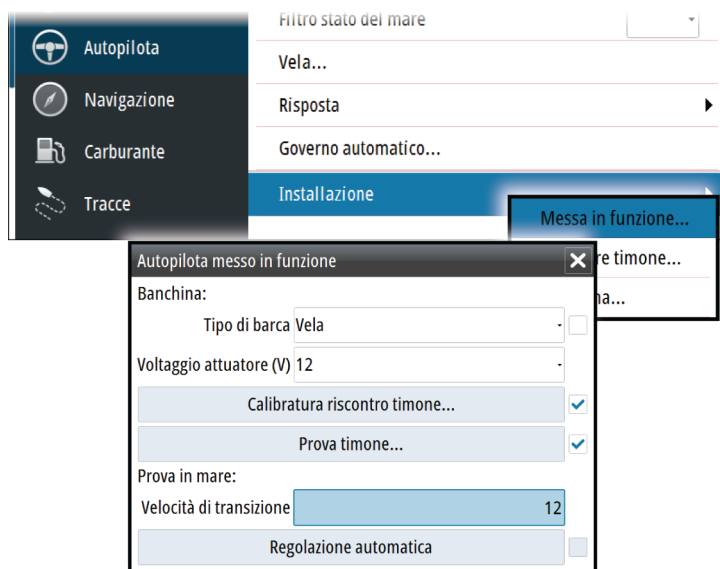 Filtro stato del mare
Autopilota
Vela...
Navigazione
Risposta
Carburante
Governo automatico...
Tracce
Installazione
Messa in funzione...
re timone...
na...
Autopilota messo in funzione
Banchina:
Tipo di barca Vela
Voltaggio attuatore (V) 12
Calibratura riscontro timone...
Prova timone...
Prova in mare:
Velocità di transizione 12
Regolazione automatica